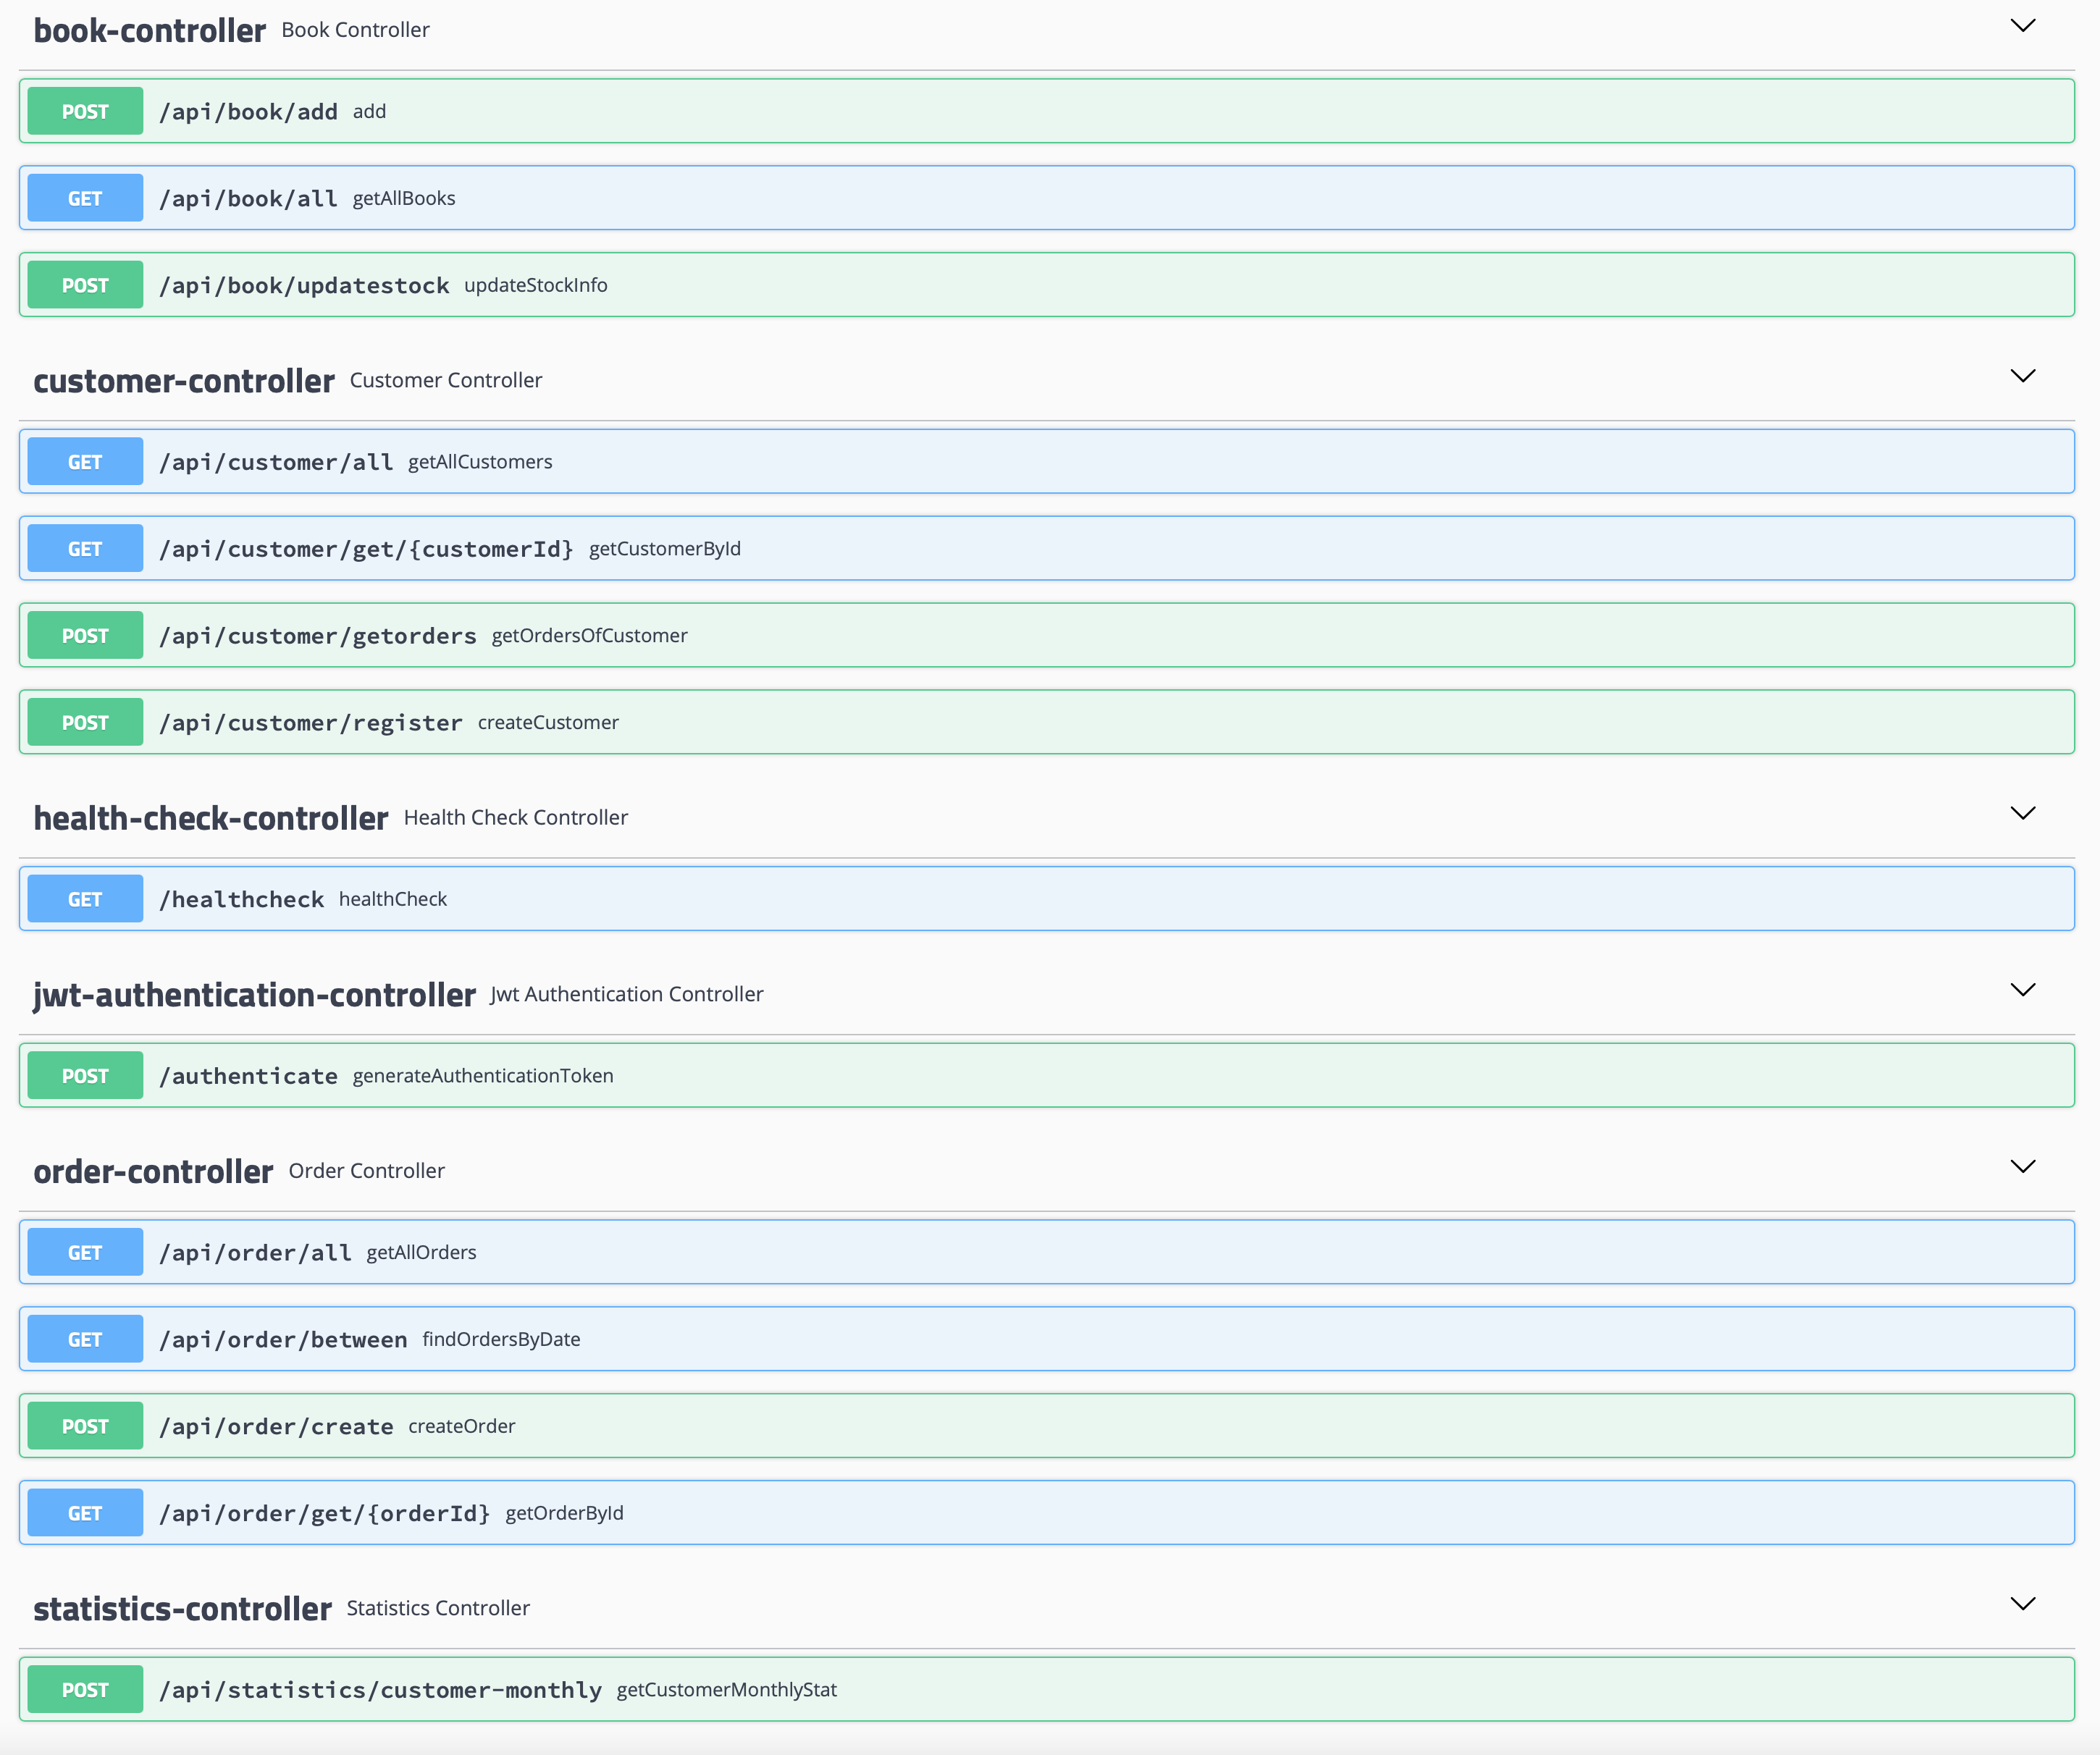 book-controller Book Controller
POST /api/book/add add
GET /api/book/all getAllBooks
POST /api/book/updatestock updateStockInfo
customer-controller Customer Controller
GET /api/customer/all getAllCustomers
GET /api/customer/get/{customerId} getCustomerById
POST /api/customer/getorders getOrdersOfCustomer
POST /api/customer/register createCustomer
health-check-controller Health Check Controller
GET /healthcheck healthCheck
jwt-authentication-controller Jwt Authentication Controller
POST /authenticate generateAuthenticationToken
order-controller Order Controller
GET /api/order/all getAllOrders
GET /api/order/between findOrdersByDate
POST /api/order/create createOrder
GET /api/order/get/{orderId} getOrderById
statistics-controller Statistics Controller
POST /api/statistics/customer-monthly getCustomerMonthlyStat